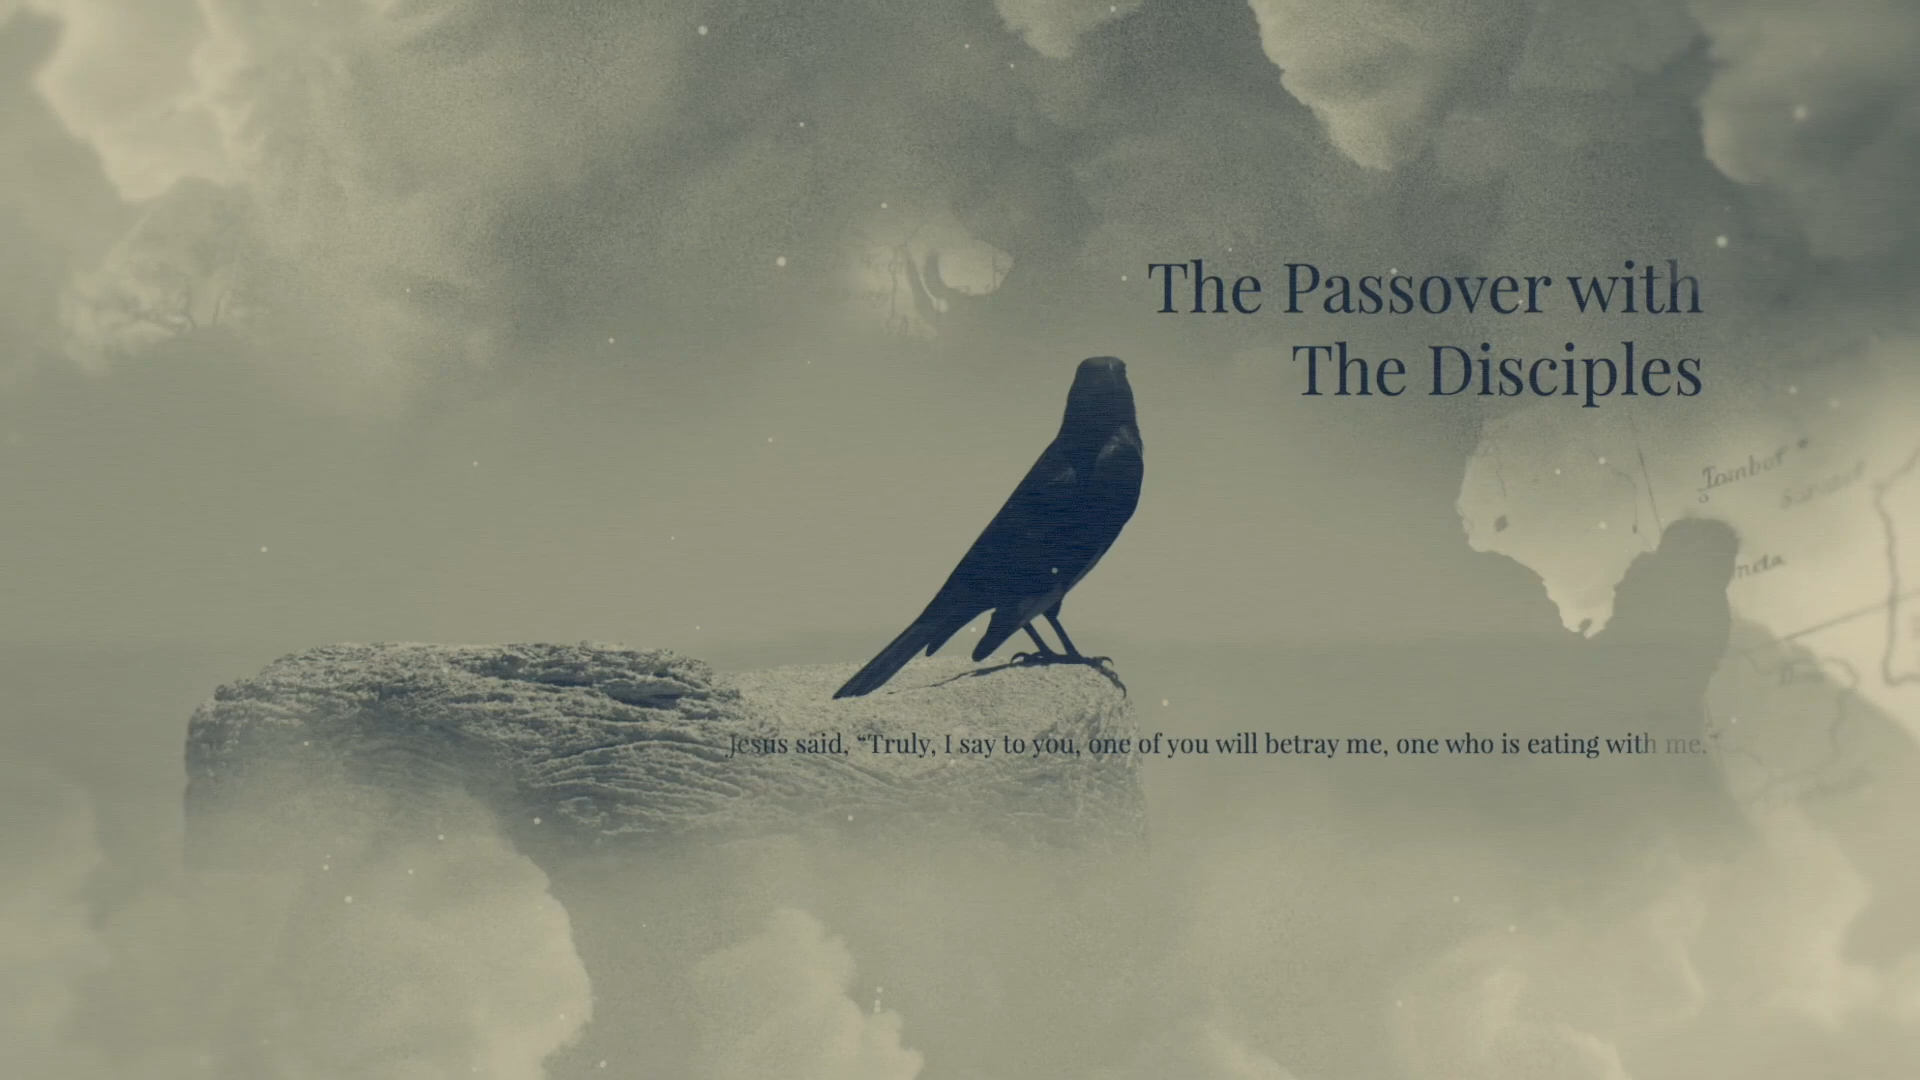 The Passover with
The Disciples
Tambur
Jesus said, “Truly, I say to you, one of you will betray me, one who is eating with me.